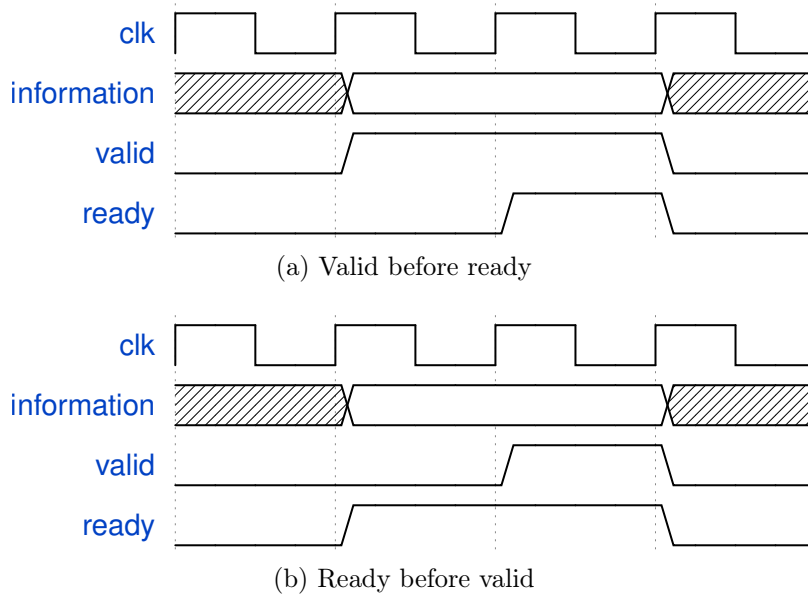 clk
information
valid
ready
(a) Valid before ready
clk
information
valid
ready
(b) Ready before valid